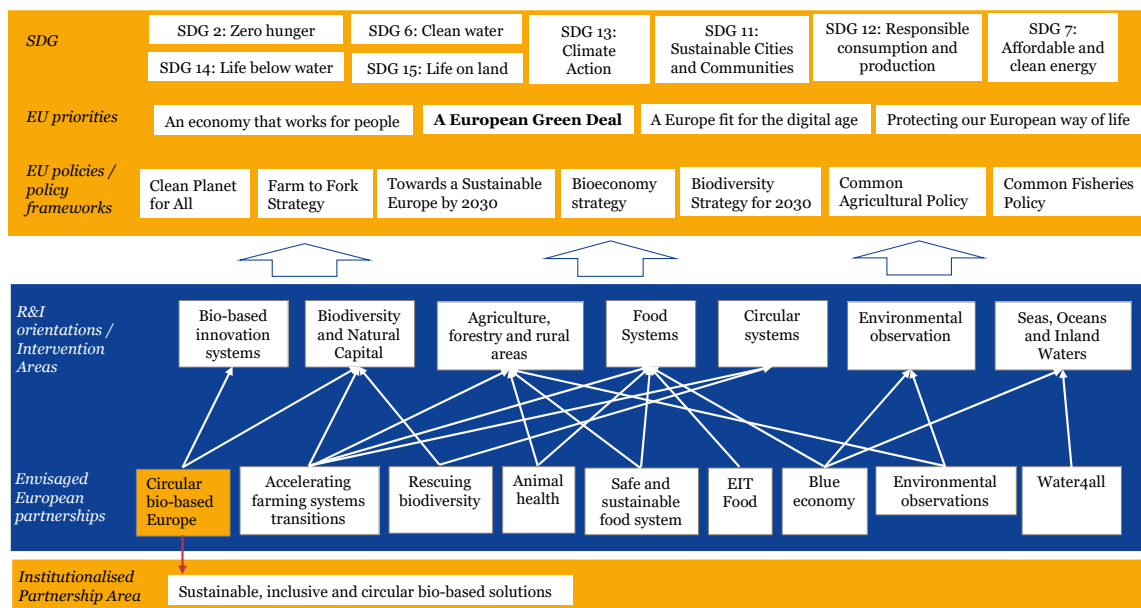 SDG
SDG 2: Zero hunger
SDG 6: Clean water
SDG 13:
Climate
Action
SDG 11:
Sustainable Cities
and Communities
SDG 12: Responsible
consumption and
production
SDG 7:
Affordable and
clean energy
SDG 14: Life below water
SDG 15: Life on land
EU priorities
An economy that works for people
A European Green Deal
A Europe fit for the digital age
Protecting our European way of life
EU policies /
policy
frameworks
Clean Planet
for All
Farm to Fork
Strategy
Towards a Sustainable
Europe by 2030
Bioeconomy
strategy
Biodiversity
Strategy for 2030
Common
Agricultural Policy
Common Fisheries
Policy
R&I
orientations /
Intervention
Areas
Bio-based
innovation
systems
Biodiversity
and Natural
Capital
Agriculture,
forestry and rural
areas
Food
Systems
Circular
systems
Environmental
observation
Seas, Oceans
and Inland
Waters
Envisaged
European
partnerships
Circular
bio-based
Europe
Accelerating
farming systems
transitions
Rescuing
biodiversity
Animal
health
Safe and
sustainable
food system
EIT
Food
Blue
economy
Environmental
observations
Water4all
Institutionalised
Partnership Area
Sustainable, inclusive and circular bio-based solutions